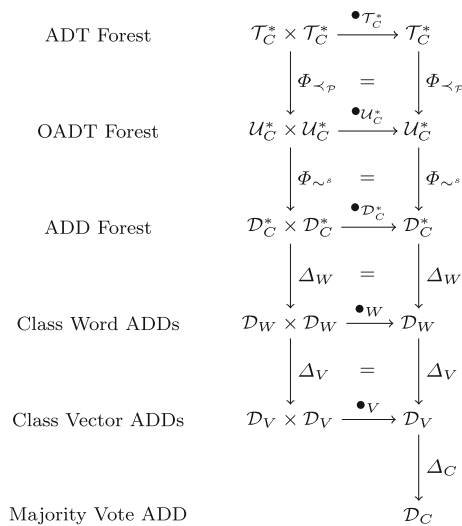 ADT Forest 𝒯*_C × 𝒯*_C •_{𝒯*_C} 𝒯*_C
Φ_{≺_𝒫} = Φ_{≺_𝒫}
OADT Forest 𝒰*_C × 𝒰*_C •_{𝒰*_C} 𝒰*_C
Φ_{∼^s} = Φ_{∼^s}
ADD Forest 𝒟*_C × 𝒟*_C •_{𝒟*_C} 𝒟*_C
Δ_W = Δ_W
Class Word ADDs 𝒟_W × 𝒟_W •_W 𝒟_W
Δ_V = Δ_V
Class Vector ADDs 𝒟_V × 𝒟_V •_V 𝒟_V
Δ_C
Majority Vote ADD 𝒟_C